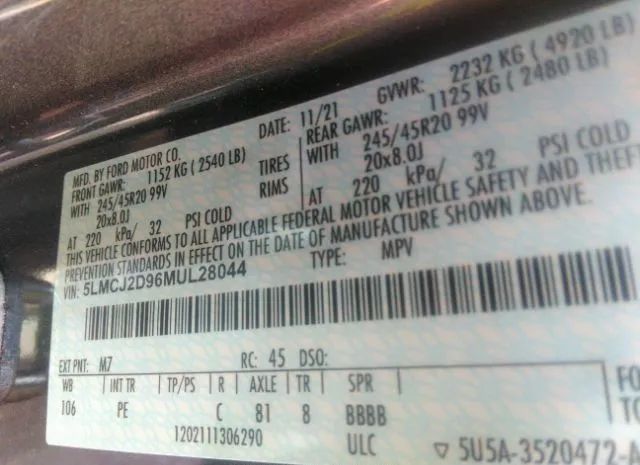 MFD. BY FORD MOTOR CO. DATE: 11/21 GVWR: 2232 KG ( 4920 LB)
FRONT GAWR: 1152 KG ( 2540 LB) REAR GAWR: 1125 KG ( 2480 LB)
WITH 245/45R20 99V TIRES WITH 245/45R20 99V
20x8.0J RIMS 20x8.0J
AT 220 kPa/ 32 PSI COLD AT 220 kPa/ 32 PSI COLD
THIS VEHICLE CONFORMS TO ALL APPLICABLE FEDERAL MOTOR VEHICLE SAFETY AND THEFT
PREVENTION STANDARDS IN EFFECT ON THE DATE OF MANUFACTURE SHOWN ABOVE.
VIN: 5LMCJ2D96MUL28044 TYPE: MPV
EXT PNT: M7 RC: 45 DSO:
WB INT TR TP/PS R AXLE TR SPR
106 PE C 81 8 BBBB
1202111306290 ULC
FO
TO
▽ 5U5A-3520472-A